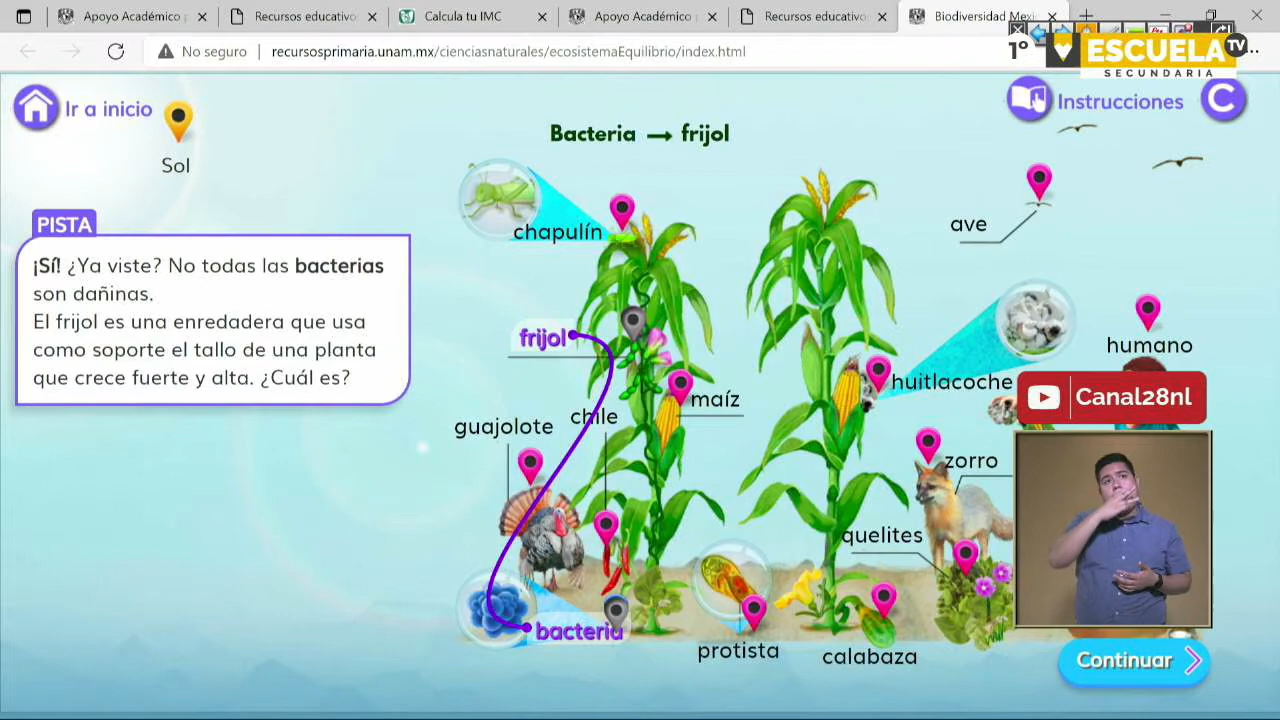 Apoyo Académico p
Recursos educativo
Calcula tu IMC
Apoyo Académico p
Recursos educativo
Biodiversidad Mexic
No seguro
unam.mx/cienciasnaturales/ecosistemaEquilibrio/index.html
1° ESCUELA TV
SECUNDARIA
Ir a inicio
Instrucciones
Sol
Bacteria → frijol
PISTA
¡Sí! ¿Ya viste? No todas las bacterias
son dañinas.
El frijol es una enredadera que usa
como soporte el tallo de una planta
que crece fuerte y alta. ¿Cuál es?
chapulín
ave
frijol
humano
huitlacoche
Canal28nl
maíz
chile
guajolote
zorro
quelites
bacteria
protista
calabaza
Continuar